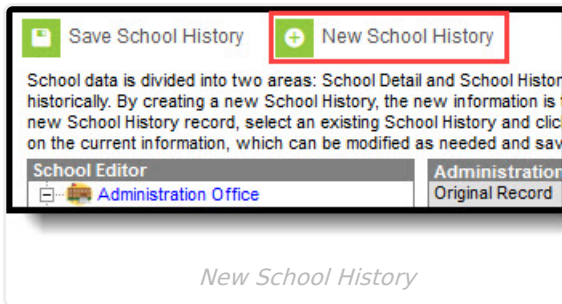 Save School History New School History
School data is divided into two areas: School Detail and School Histor
historically. By creating a new School History, the new information is
new School History record, select an existing School History and clic
on the current information, which can be modified as needed and sav
School Editor Administration
Administration Office Original Record
New School History